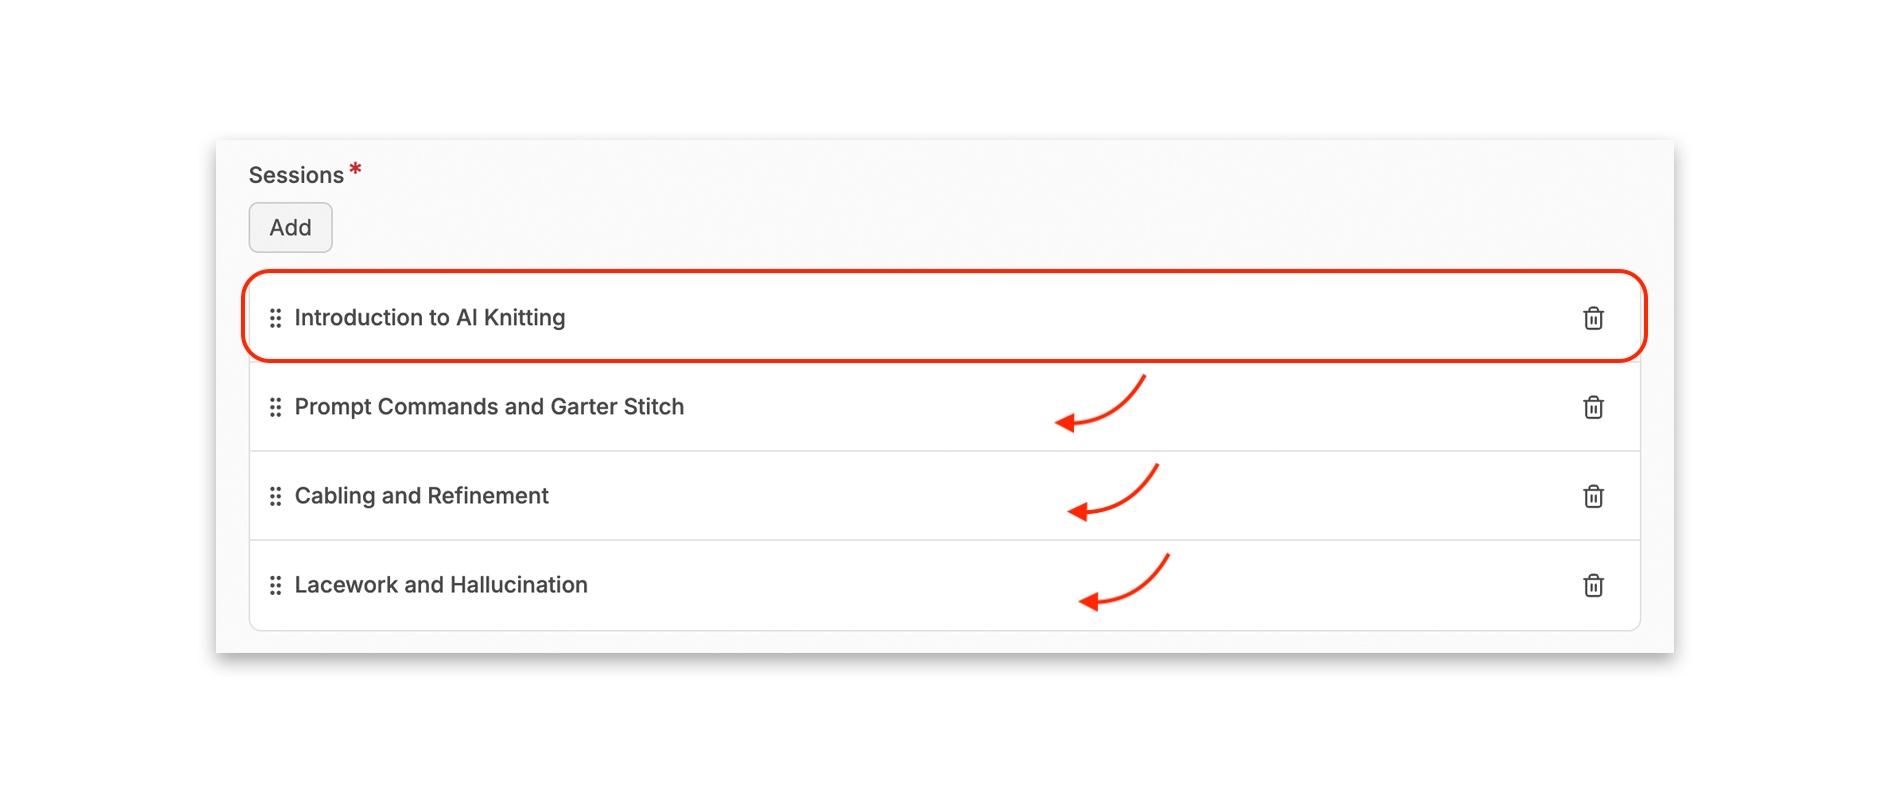 Sessions *
Add
Introduction to AI Knitting
Prompt Commands and Garter Stitch
Cabling and Refinement
Lacework and Hallucination